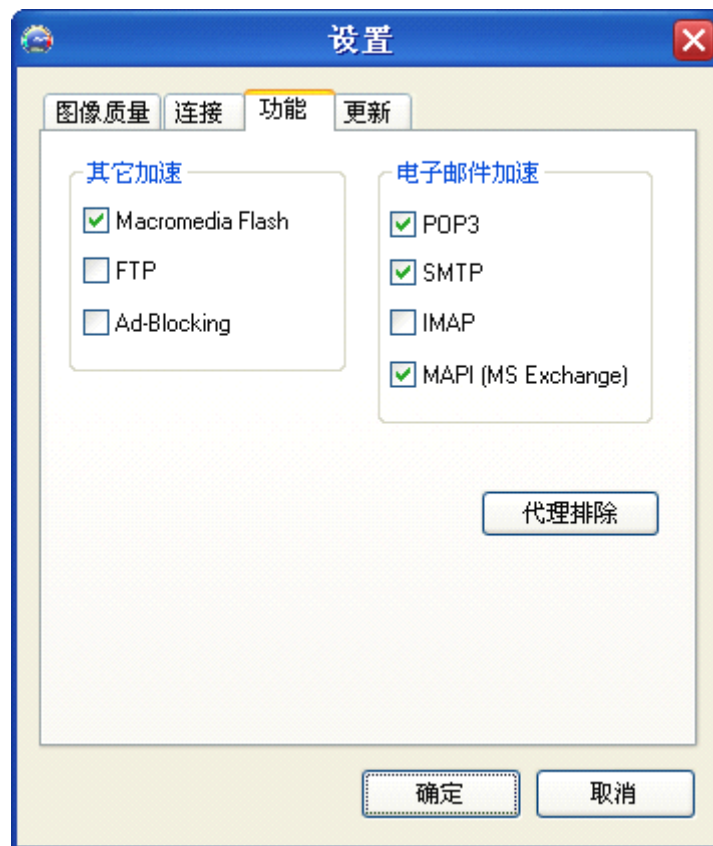 设置
图像质量 连接 功能 更新
其它加速
Macromedia Flash
FTP
Ad-Blocking
电子邮件加速
POP3
SMTP
IMAP
MAPI (MS Exchange)
代理排除
确定 取消